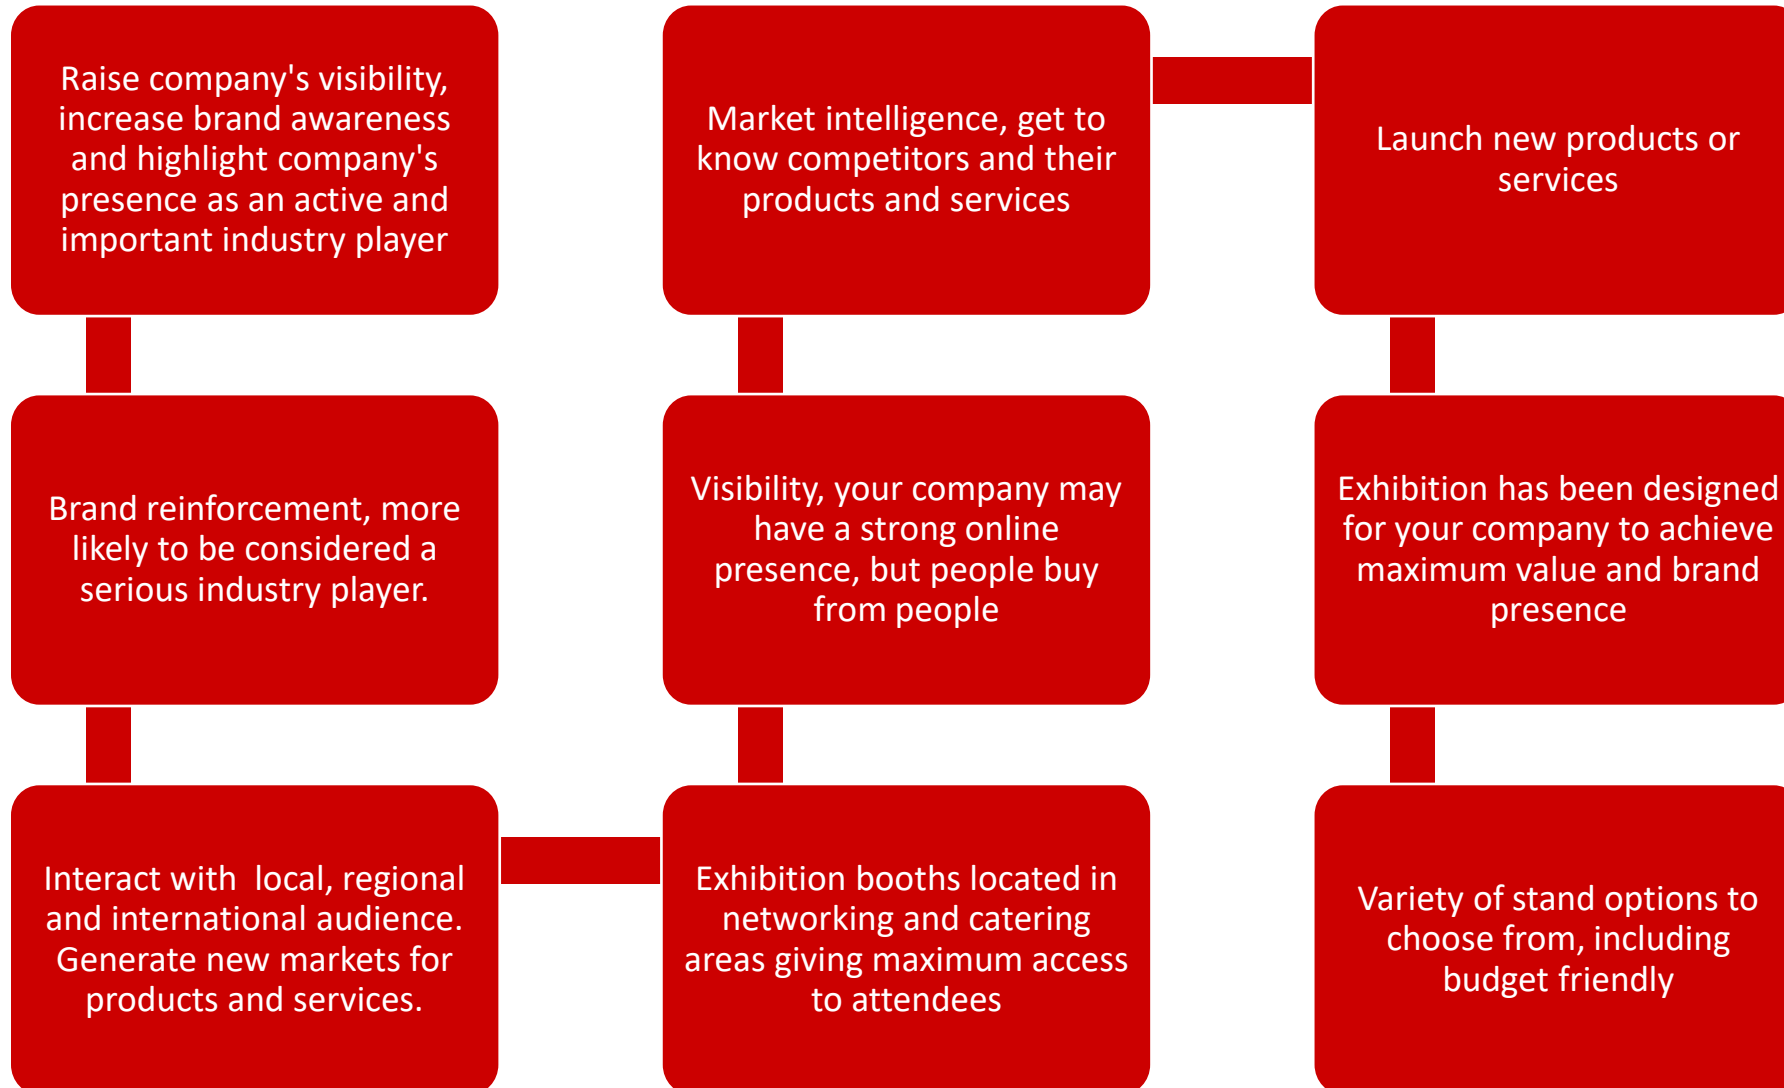 Raise company's visibility,
increase brand awareness
and highlight company's
presence as an active and
important industry player
Brand reinforcement, more
likely to be considered a
serious industry player.
Interact with  local, regional
and international audience.
Generate new markets for
products and services.
Exhibition booths located in
networking and catering
areas giving maximum access
to attendees
Visibility, your company may
have a strong online
presence, but people buy
from people
Market intelligence, get to
know competitors and their
products and services
Launch new products or
services
Exhibition has been designed
for your company to achieve
maximum value and brand
presence
Variety of stand options to
choose from, including
budget friendly